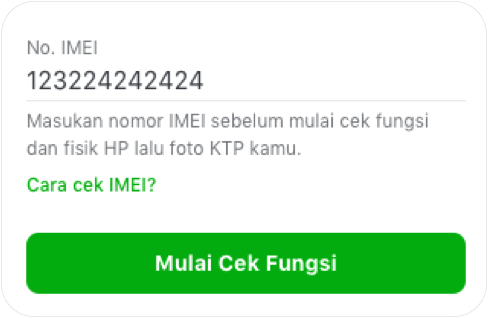 No. IMEI
123224242424
Masukan nomor IMEI sebelum mulai cek fungsi
dan fisik HP lalu foto KTP kamu.
Cara cek IMEI?
Mulai Cek Fungsi